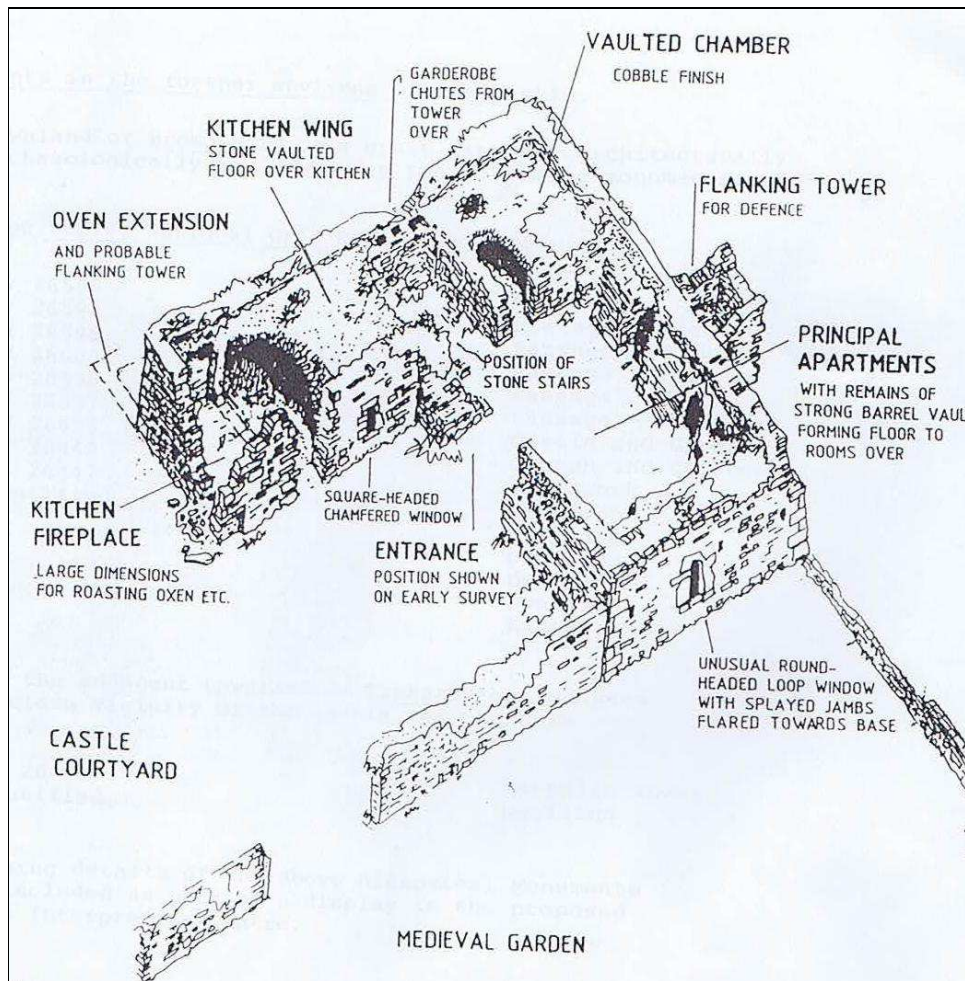 VAULTED CHAMBER
COBBLE FINISH
GARDEROBE
CHUTES FROM
TOWER
OVER
KITCHEN WING
STONE VAULTED
FLOOR OVER KITCHEN
FLANKING TOWER
FOR DEFENCE
OVEN EXTENSION
AND PROBABLE
FLANKING TOWER
POSITION OF
STONE STAIRS
PRINCIPAL
APARTMENTS
WITH REMAINS OF
STRONG BARREL VAUL
FORMING FLOOR TO
ROOMS OVER
KITCHEN
FIREPLACE
LARGE DIMENSIONS
FOR ROASTING OXEN ETC.
SQUARE-HEADED
CHAMFERED WINDOW
ENTRANCE
POSITION SHOWN
ON EARLY SURVEY
UNUSUAL ROUND-
HEADED LOOP WINDOW
WITH SPLAYED JAMBS
FLARED TOWARDS BASE
CASTLE
COURTYARD
MEDIEVAL GARDEN